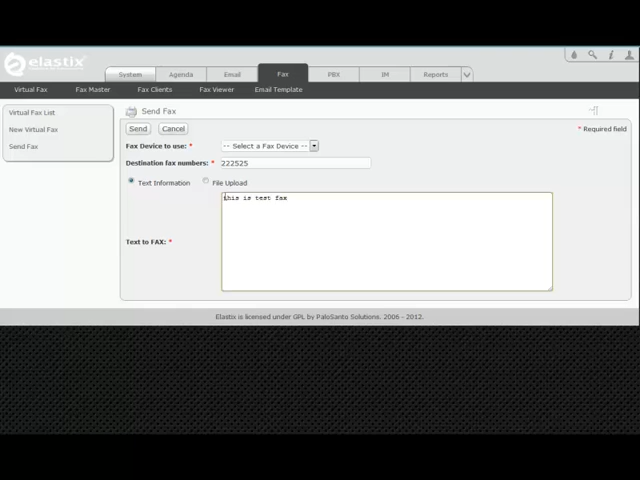 elastix
System Agenda Email Fax PBX IM Reports
Virtual Fax Fax Master Fax Clients Fax Viewer Email Template
Virtual Fax List
New Virtual Fax
Send Fax
Send Fax
Send Cancel * Required field
Fax Device to use: * -- Select a Fax Device --
Destination fax numbers: * 222525
Text Information File Upload
Text to FAX: *
this is test fax
Elastix is licensed under GPL by PaloSanto Solutions. 2006 - 2012.